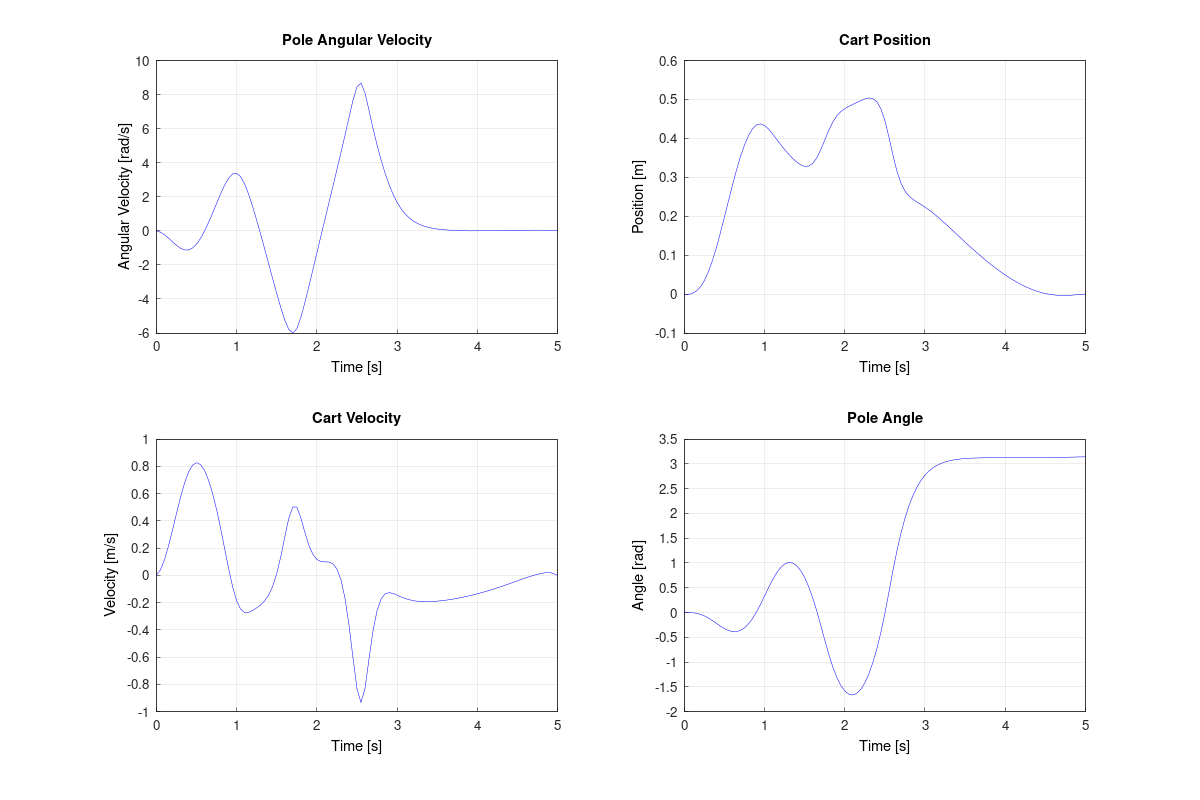 Pole Angular Velocity
10
8
6
4
2
0
-2
-4
-6
Angular Velocity [rad/s]
0 1 2 3 4 5
Time [s]
Cart Position
0.6
0.5
0.4
0.3
0.2
0.1
0
-0.1
Position [m]
0 1 2 3 4 5
Time [s]
Cart Velocity
1
0.8
0.6
0.4
0.2
0
-0.2
-0.4
-0.6
-0.8
-1
Velocity [m/s]
0 1 2 3 4 5
Time [s]
Pole Angle
3.5
3
2.5
2
1.5
1
0.5
0
-0.5
-1
-1.5
-2
Angle [rad]
0 1 2 3 4 5
Time [s]